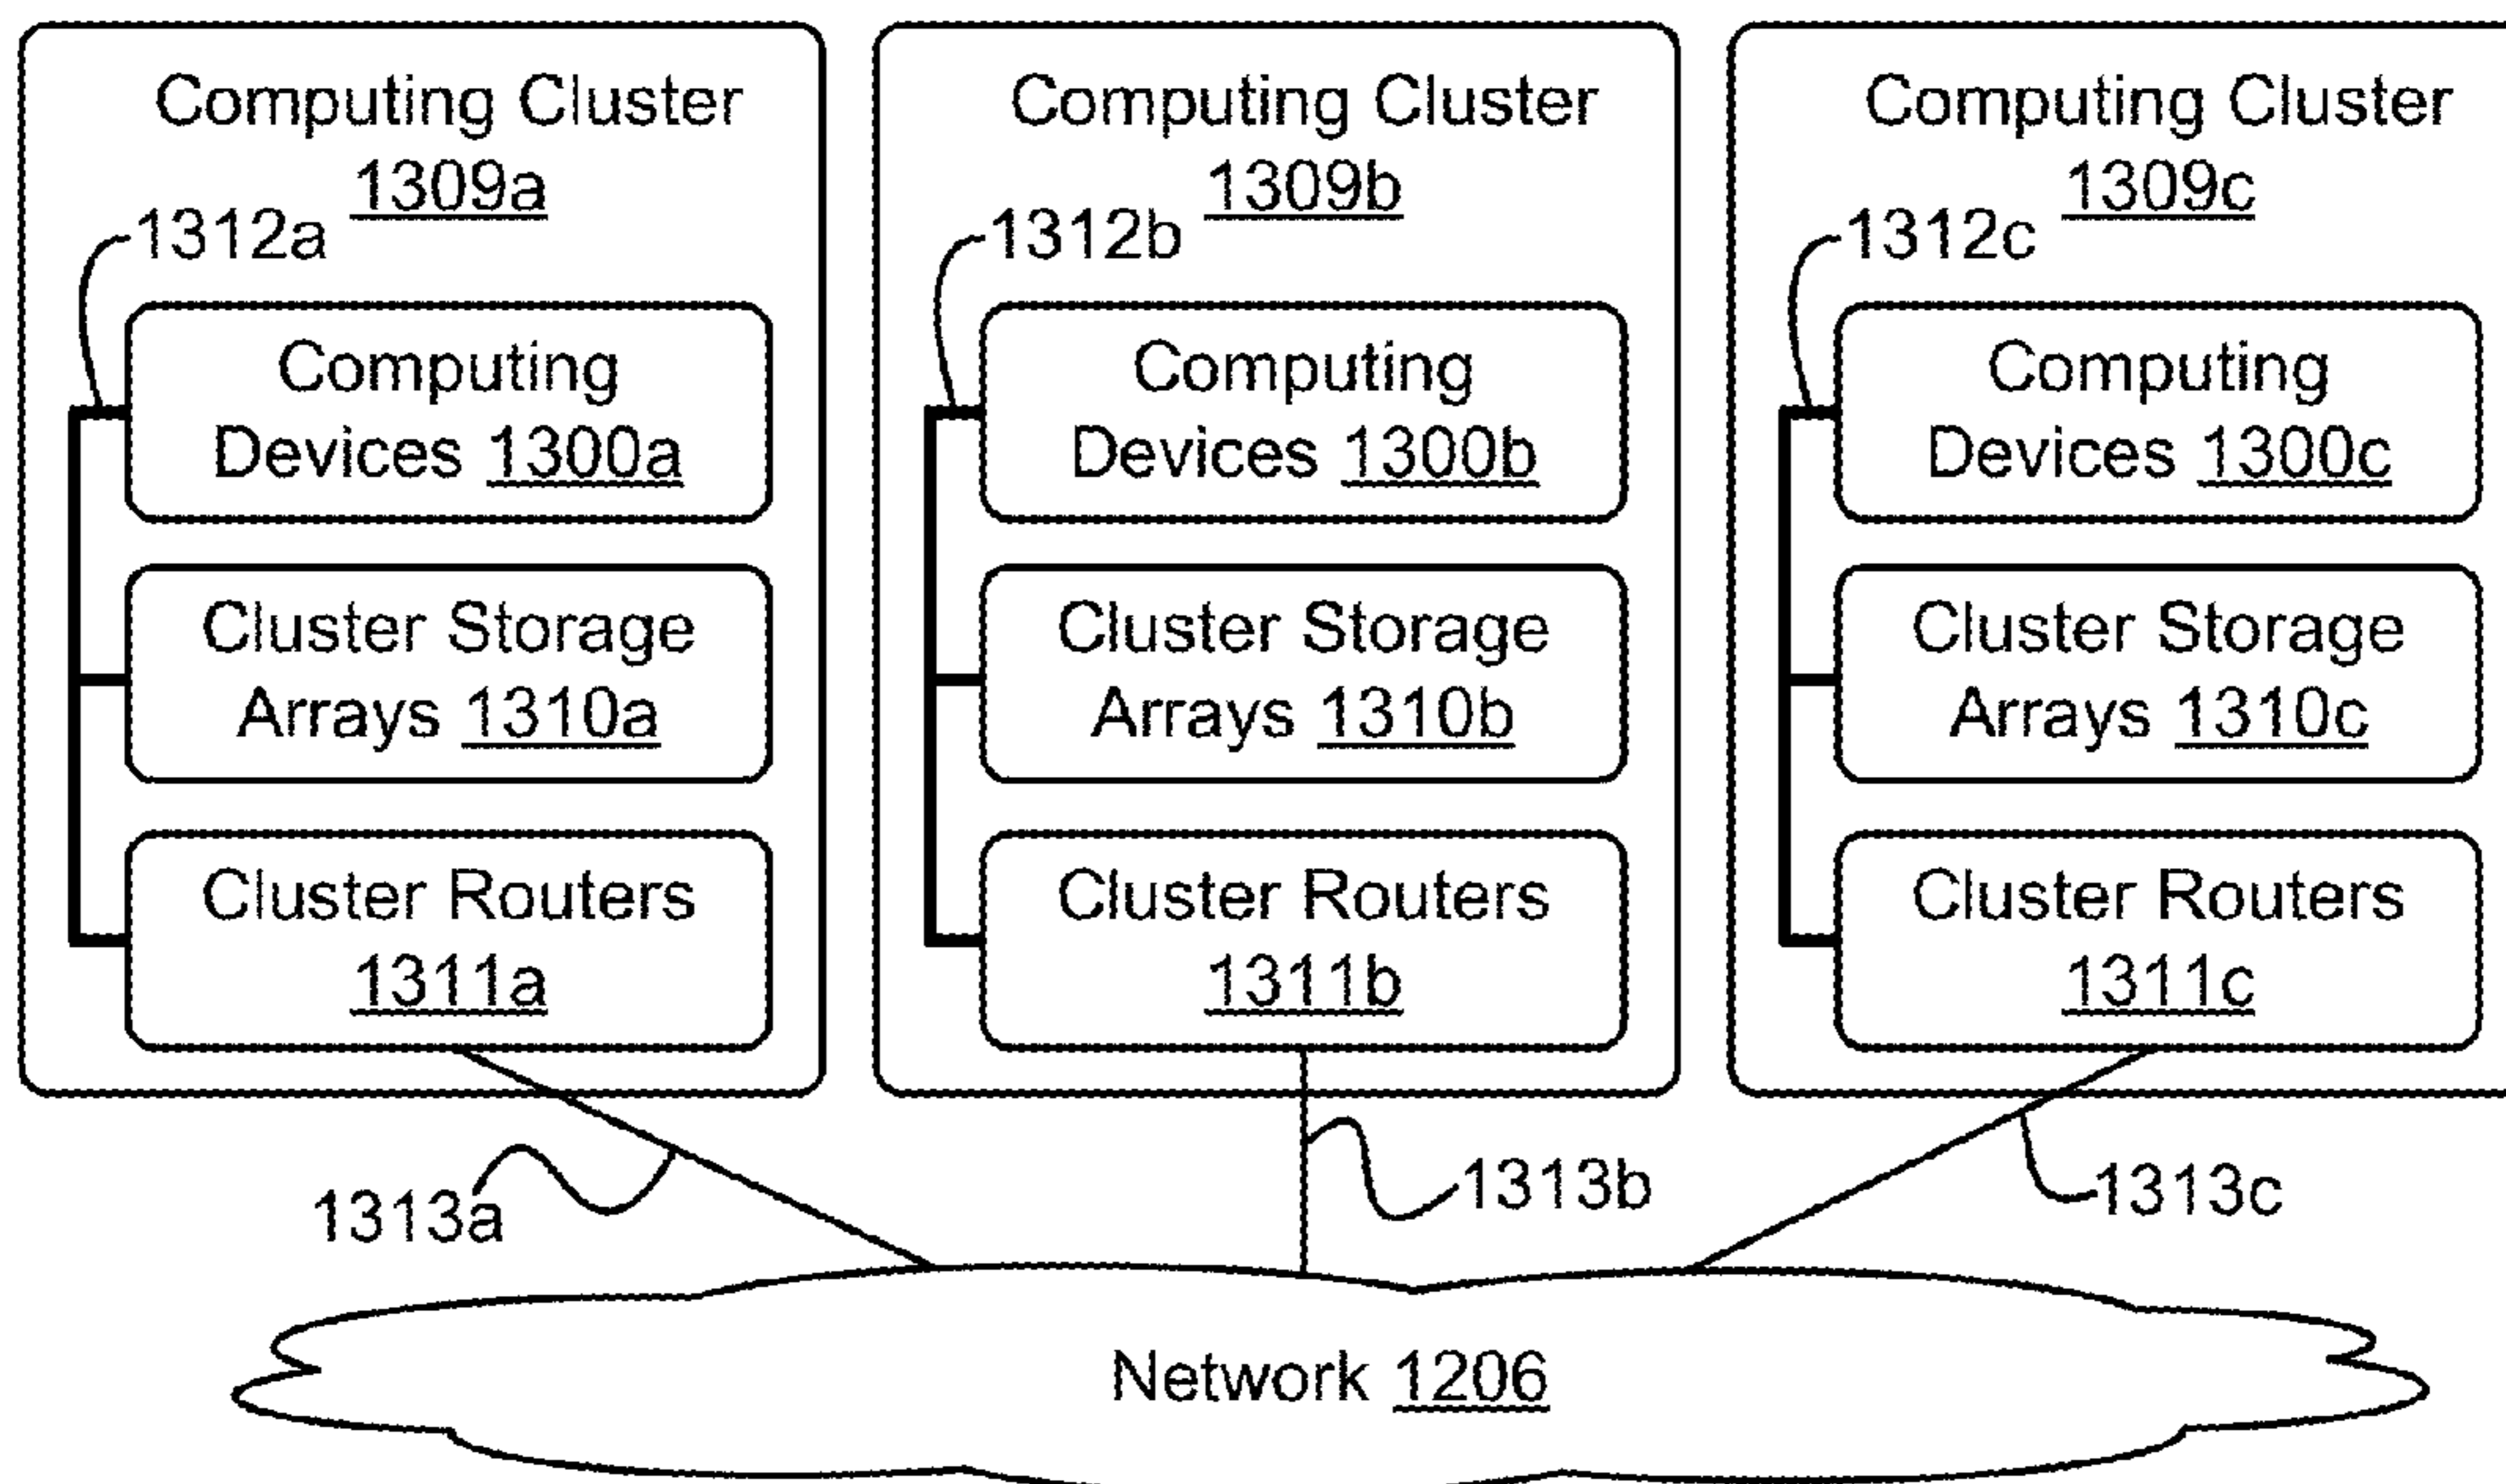 Computing Cluster
1309a
1312a
Computing
Devices 1300a
Cluster Storage
Arrays 1310a
Cluster Routers
1311a
Computing Cluster
1309b
1312b
Computing
Devices 1300b
Cluster Storage
Arrays 1310b
Cluster Routers
1311b
Computing Cluster
1309c
1312c
Computing
Devices 1300c
Cluster Storage
Arrays 1310c
Cluster Routers
1311c
1313a
1313b
1313c
Network 1206